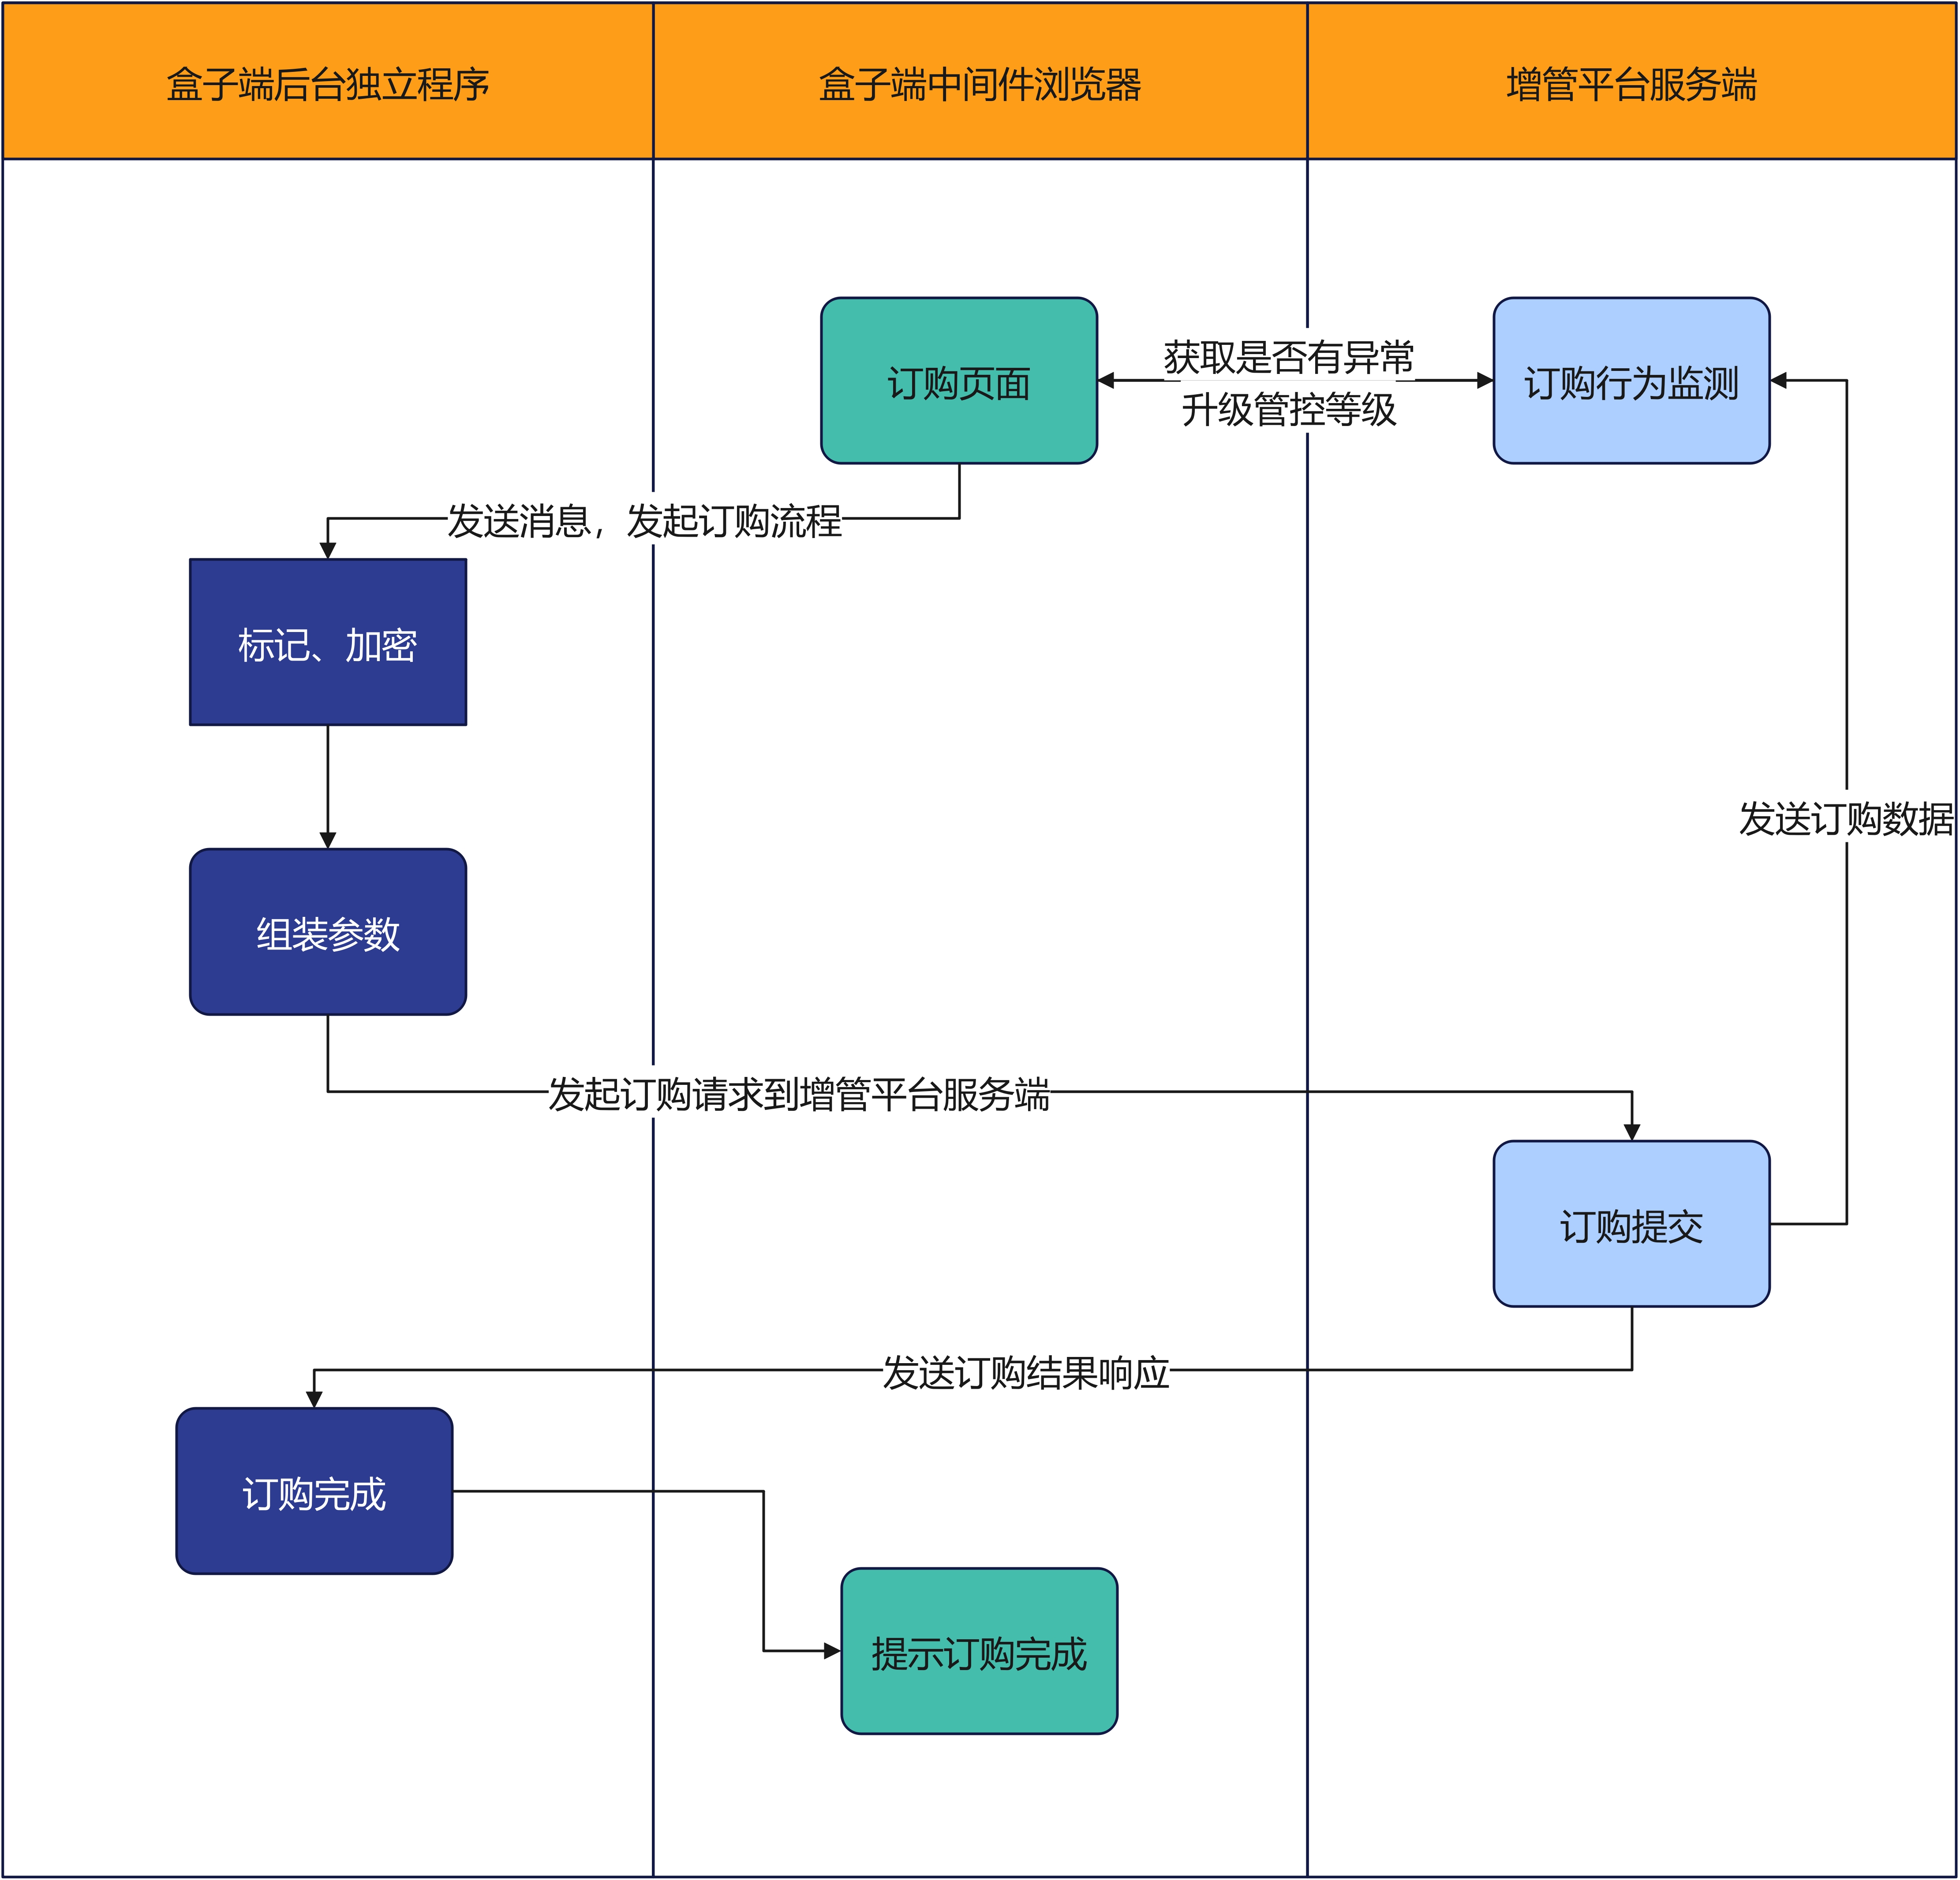 盒子端后台独立程序
盒子端中间件浏览器
增管平台服务端
订购页面
获取是否有异常
升级管控等级
订购行为监测
发送消息，发起订购流程
标记、加密
发送订购数据
组装参数
发起订购请求到增管平台服务端
订购提交
发送订购结果响应
订购完成
提示订购完成